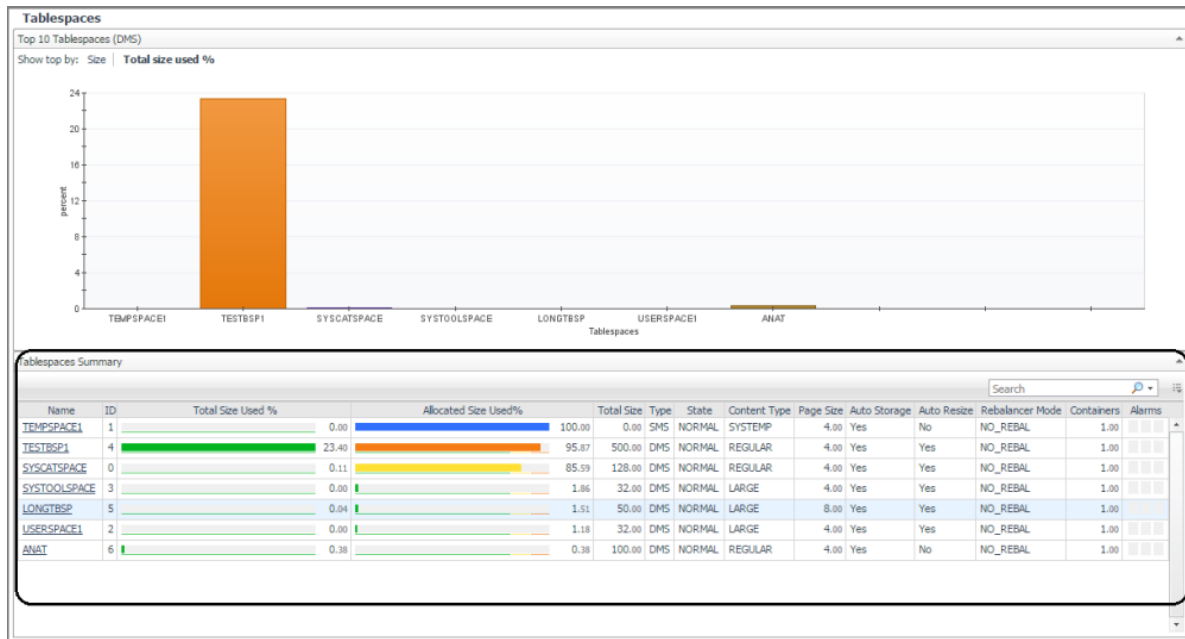 Tablespaces
Top 10 Tablespaces (DMS)
Show top by: Size | Total size used %
24
20
16
12
8
4
0
percent
TEMPSPACE1 TESTBSP1 SYSCATSPACE SYSTOOLSPACE LONGTBSP USERSPACE1 ANAT
Tablespaces
Tablespaces Summary
Search
Name ID Total Size Used % Allocated Size Used% Total Size Type State Content Type Page Size Auto Storage Auto Resize Rebalancer Mode Containers Alarms
TEMPSPACE1 1 0.00 100.00 0.00 SMS NORMAL SYSTEMP 4.00 Yes No NO_REBAL 1.00
TESTBSP1 4 23.40 95.87 500.00 DMS NORMAL REGULAR 4.00 Yes Yes NO_REBAL 1.00
SYSCATSPACE 0 0.11 85.59 128.00 DMS NORMAL REGULAR 4.00 Yes Yes NO_REBAL 1.00
SYSTOOLSPACE 3 0.00 1.86 32.00 DMS NORMAL LARGE 4.00 Yes Yes NO_REBAL 1.00
LONGTBSP 5 0.04 1.51 50.00 DMS NORMAL LARGE 8.00 Yes Yes NO_REBAL 1.00
USERSPACE1 2 0.00 1.18 32.00 DMS NORMAL LARGE 4.00 Yes Yes NO_REBAL 1.00
ANAT 6 0.38 0.38 100.00 DMS NORMAL REGULAR 4.00 Yes No NO_REBAL 1.00